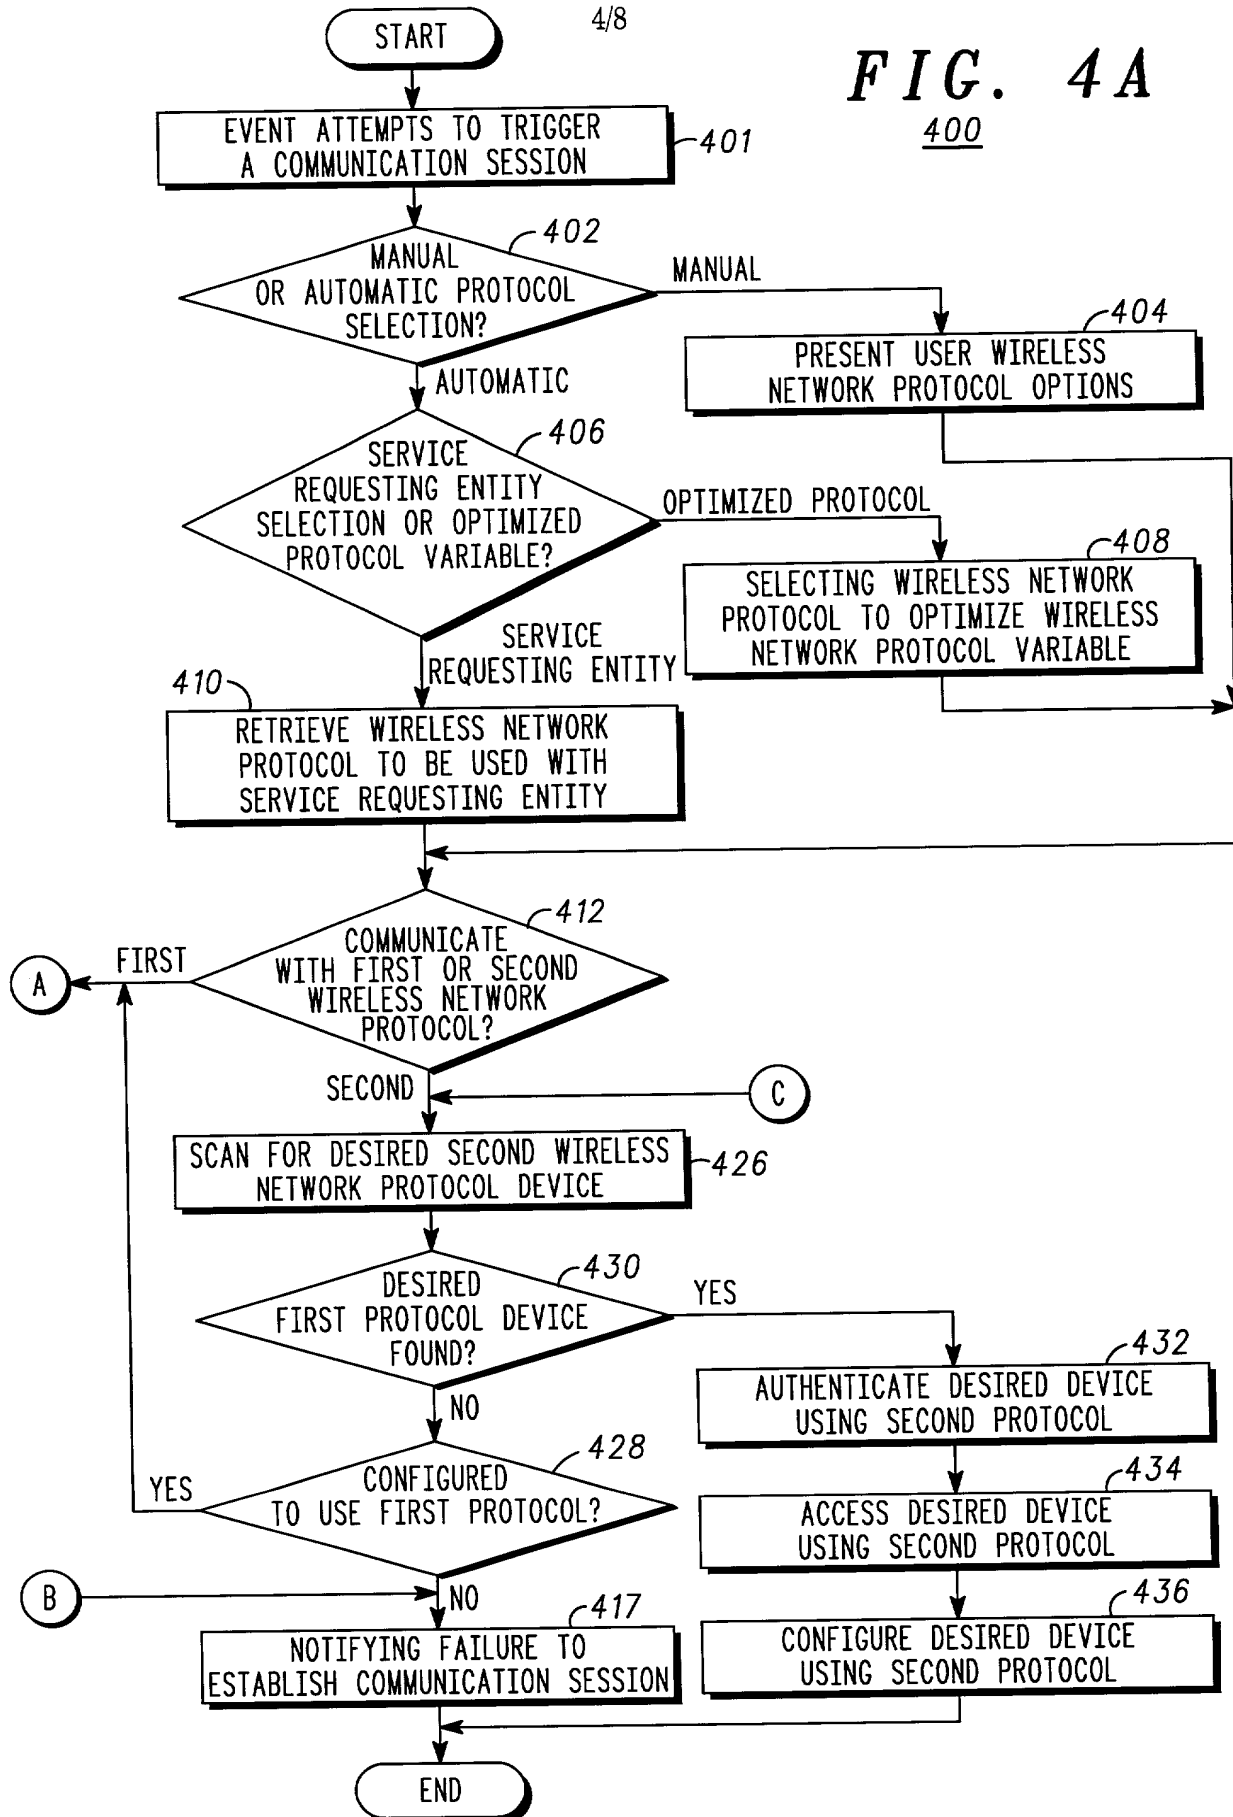 4/8
START
FIG. 4A
400
EVENT ATTEMPTS TO TRIGGER
A COMMUNICATION SESSION
401
402
MANUAL
OR AUTOMATIC PROTOCOL
SELECTION?
MANUAL
404
PRESENT USER WIRELESS
NETWORK PROTOCOL OPTIONS
AUTOMATIC
406
SERVICE
REQUESTING ENTITY
SELECTION OR OPTIMIZED
PROTOCOL VARIABLE?
OPTIMIZED PROTOCOL
408
SELECTING WIRELESS NETWORK
PROTOCOL TO OPTIMIZE WIRELESS
NETWORK PROTOCOL VARIABLE
SERVICE
REQUESTING ENTITY
410
RETRIEVE WIRELESS NETWORK
PROTOCOL TO BE USED WITH
SERVICE REQUESTING ENTITY
412
COMMUNICATE
WITH FIRST OR SECOND
WIRELESS NETWORK
PROTOCOL?
FIRST
A
SECOND
C
SCAN FOR DESIRED SECOND WIRELESS
NETWORK PROTOCOL DEVICE
426
430
DESIRED
FIRST PROTOCOL DEVICE
FOUND?
YES
432
AUTHENTICATE DESIRED DEVICE
USING SECOND PROTOCOL
NO
428
CONFIGURED
TO USE FIRST PROTOCOL?
YES
434
ACCESS DESIRED DEVICE
USING SECOND PROTOCOL
B
NO
417
NOTIFYING FAILURE TO
ESTABLISH COMMUNICATION SESSION
436
CONFIGURE DESIRED DEVICE
USING SECOND PROTOCOL
END